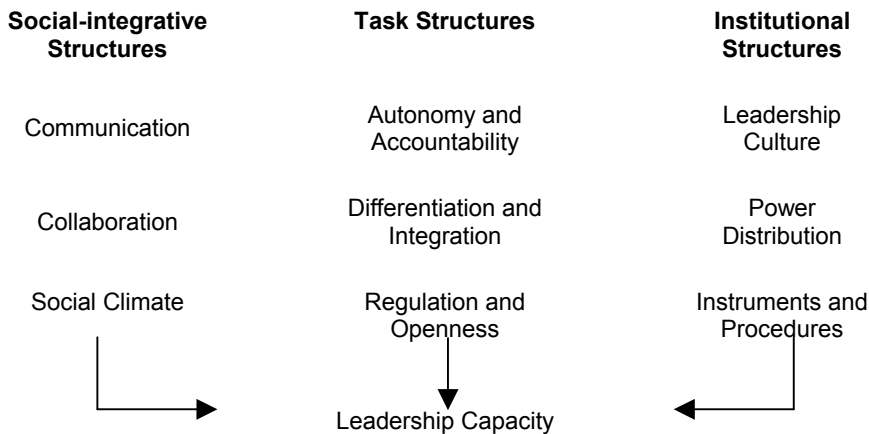 Social-integrative
Structures
Task Structures
Institutional
Structures
Communication
Autonomy and
Accountability
Leadership
Culture
Collaboration
Differentiation and
Integration
Power
Distribution
Social Climate
Regulation and
Openness
Instruments and
Procedures
Leadership Capacity